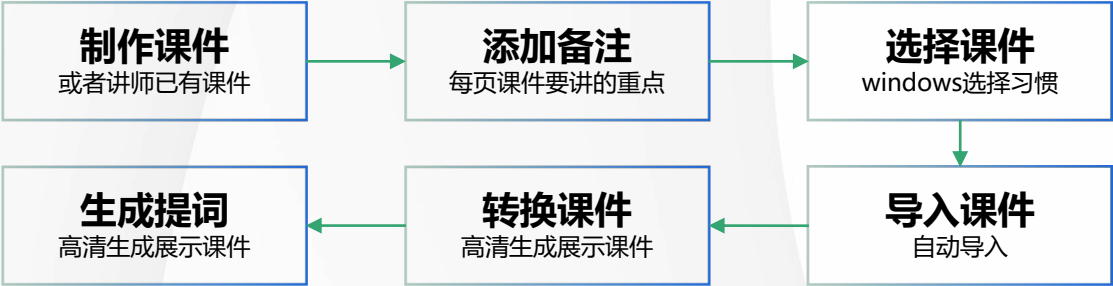 制作课件
或者讲师已有课件
添加备注
每页课件要讲的重点
选择课件
windows选择习惯
导入课件
自动导入
转换课件
高清生成展示课件
生成提词
高清生成展示课件